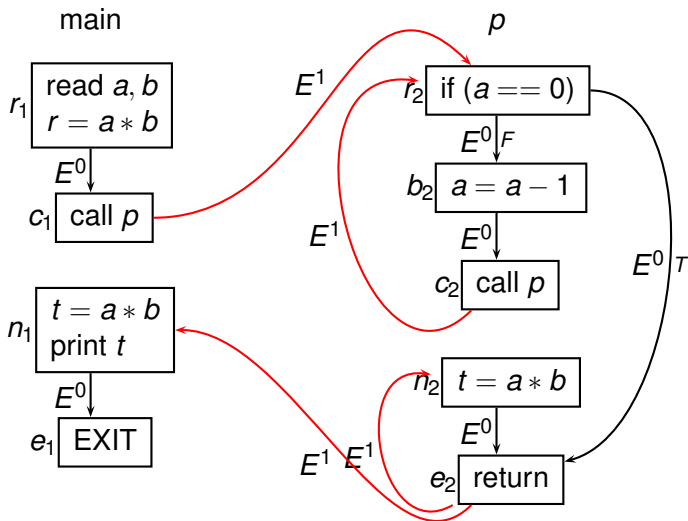 main
r₁
read a, b
r = a ∗ b
E⁰
c₁
call p
n₁
t = a ∗ b
print t
E⁰
e₁
EXIT
p
E¹
r₂
if (a == 0)
E⁰ F
b₂
a = a − 1
E⁰
c₂
call p
E¹
E⁰ T
n₂
t = a ∗ b
E⁰
e₂
return
E¹
E¹